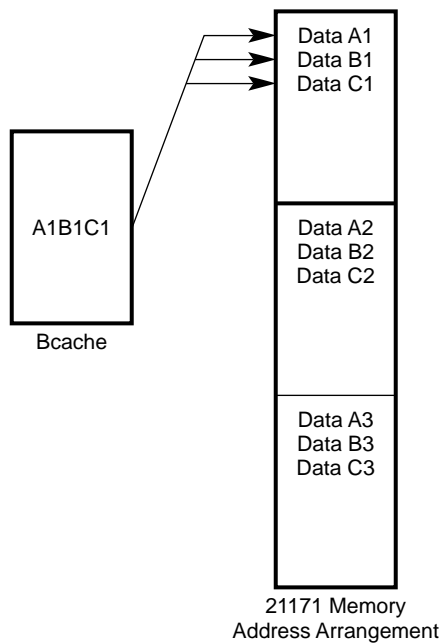 Data A1
Data B1
Data C1
A1B1C1
Bcache
Data A2
Data B2
Data C2
Data A3
Data B3
Data C3
21171 Memory
Address Arrangement